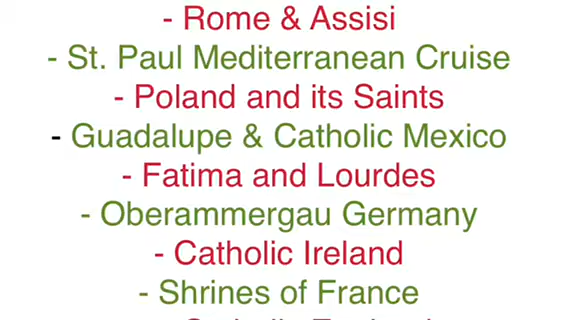 - Rome & Assisi
- St. Paul Mediterranean Cruise
- Poland and its Saints
- Guadalupe & Catholic Mexico
- Fatima and Lourdes
- Oberammergau Germany
- Catholic Ireland
- Shrines of France